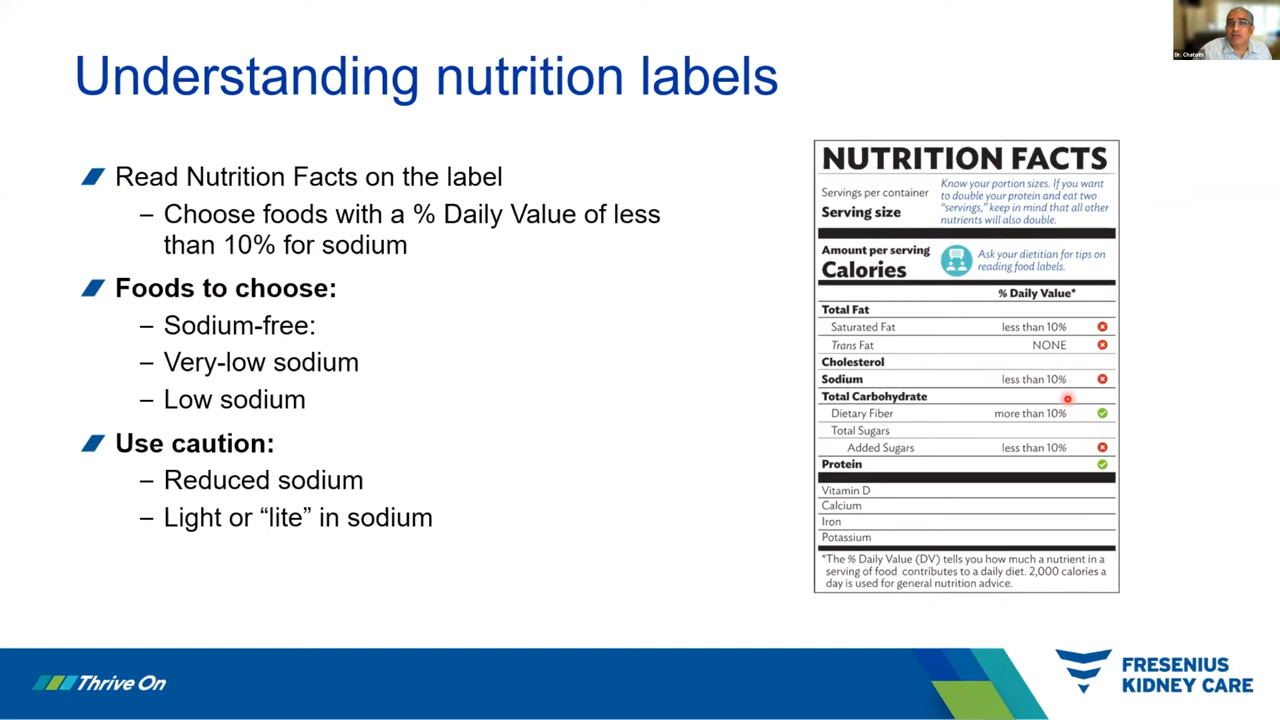 Understanding nutrition labels
Read Nutrition Facts on the label
– Choose foods with a % Daily Value of less
than 10% for sodium
Foods to choose:
– Sodium-free:
– Very-low sodium
– Low sodium
Use caution:
– Reduced sodium
– Light or “lite” in sodium
NUTRITION FACTS
Servings per container
Serving size
Know your portion sizes. If you want
to double your protein and eat two
“servings,” keep in mind that all other
nutrients will also double.
Amount per serving
Calories
Ask your dietitian for tips on
reading food labels.
% Daily Value*
Total Fat
Saturated Fat less than 10%
Trans Fat NONE
Cholesterol
Sodium less than 10%
Total Carbohydrate
Dietary Fiber more than 10%
Total Sugars
Added Sugars less than 10%
Protein
Vitamin D
Calcium
Iron
Potassium
*The % Daily Value (DV) tells you how much a nutrient in a
serving of food contributes to a daily diet. 2,000 calories a
day is used for general nutrition advice.
Thrive On
FRESENIUS
KIDNEY CARE